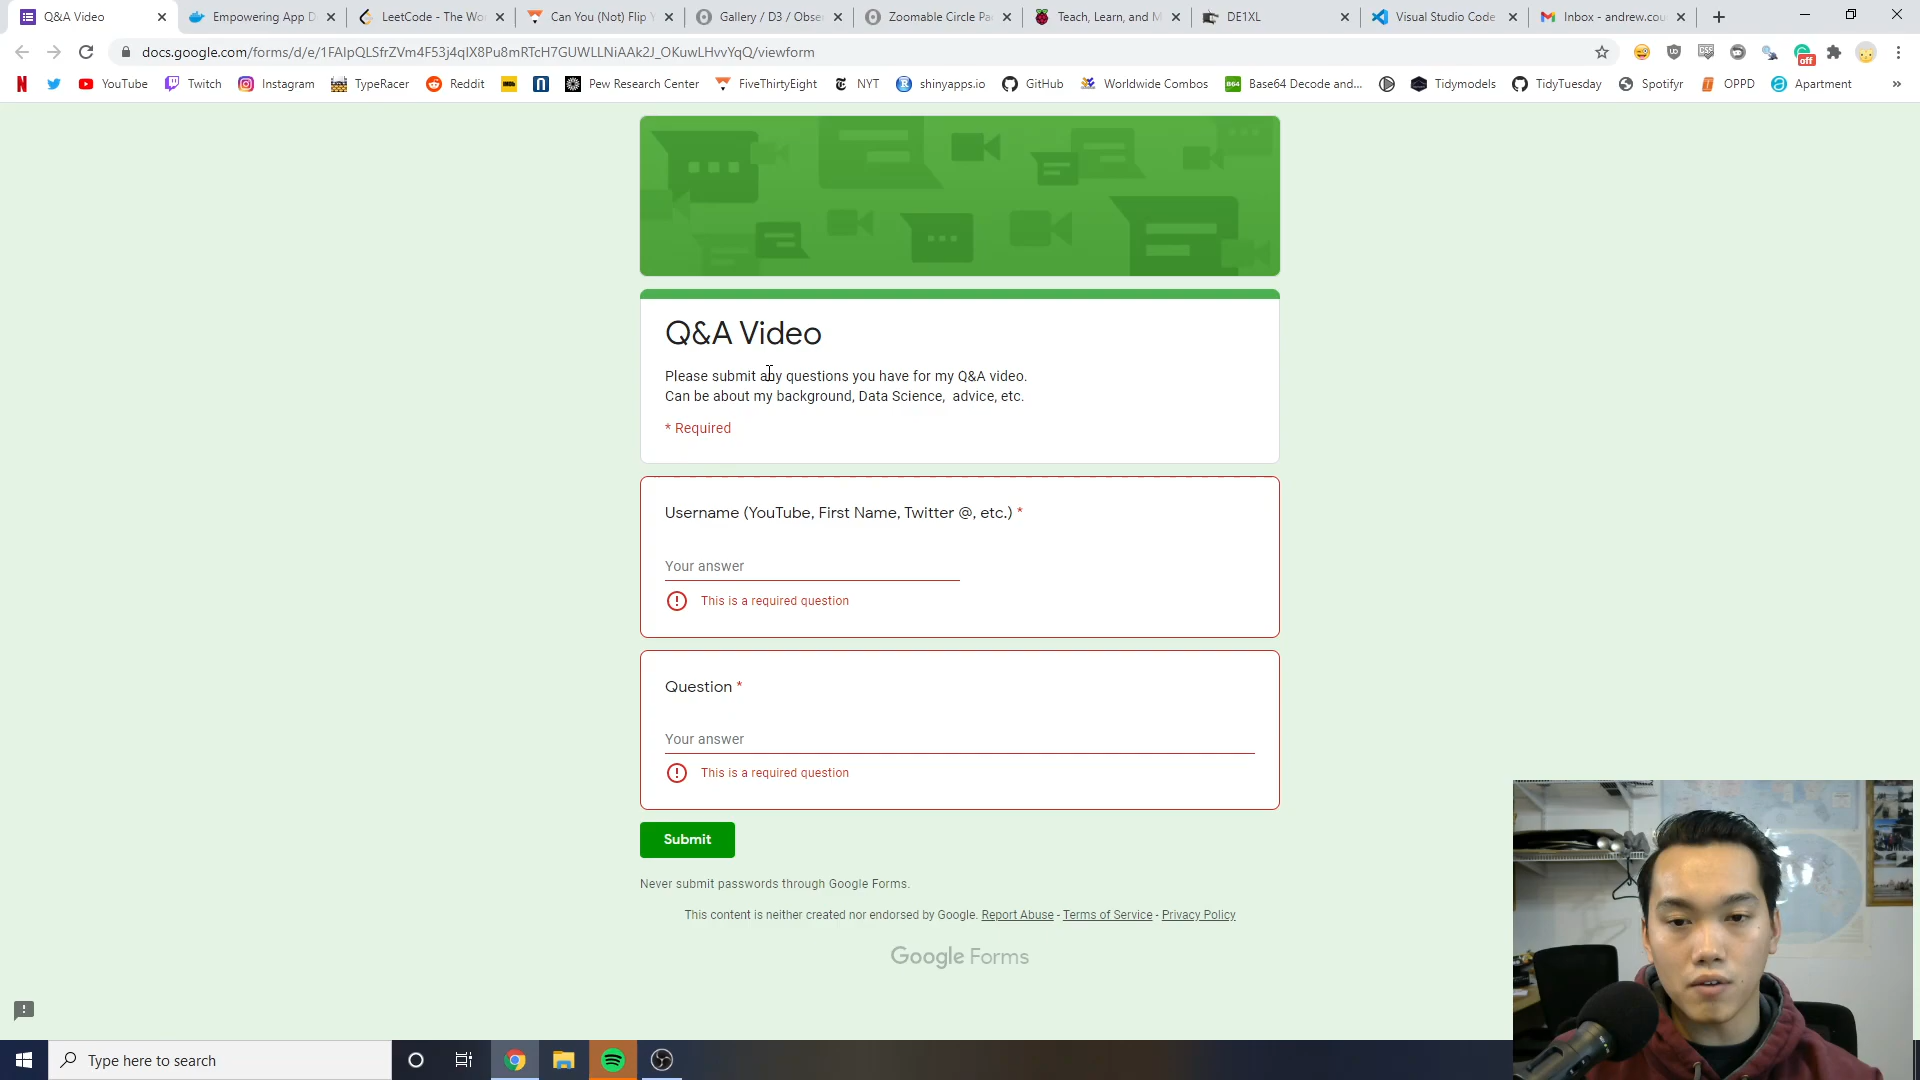 Q&A Video
Empowering App D
LeetCode - The Wo
Can You (Not) Flip Y
Gallery / D3 / Obse
Zoomable Circle Pa
Teach, Learn, and M
DE1XL
Visual Studio Code
Inbox - andrew.cou
docs.google.com/forms/d/e/1FAIpQLSfrZVm4F53j4qIX8Pu8mRTcH7GUWLLNiAAk2J_OKuwLHvvYqQ/viewform
off
YouTube
Twitch
Instagram
TypeRacer
Reddit
Pew Research Center
FiveThirtyEight
NYT
shinyapps.io
GitHub
Worldwide Combos
B64
Base64 Decode and...
Tidymodels
TidyTuesday
Spotifyr
OPPD
Apartment
»
Q&A Video
Please submit any questions you have for my Q&A video.
Can be about my background, Data Science, advice, etc.
* Required
Username (YouTube, First Name, Twitter @, etc.) *
Your answer
This is a required question
Question *
Your answer
This is a required question
Submit
Never submit passwords through Google Forms.
This content is neither created nor endorsed by Google. Report Abuse - Terms of Service - Privacy Policy
Google Forms
Type here to search